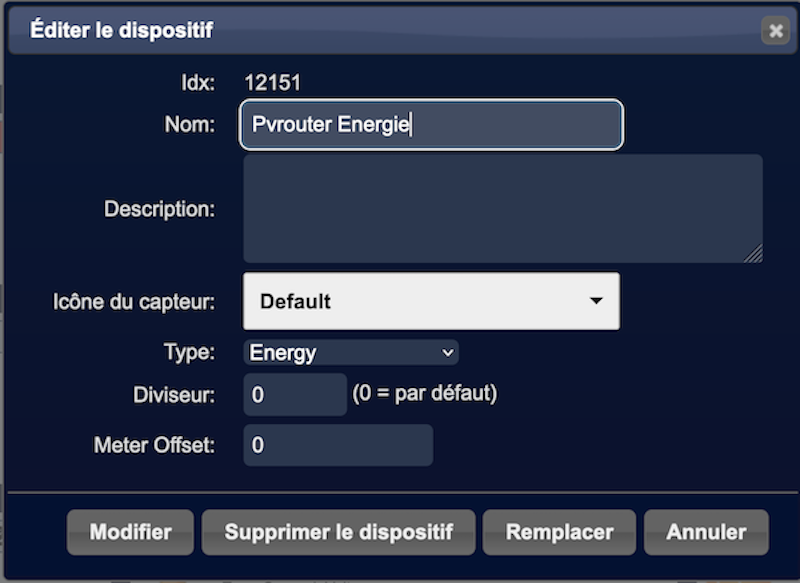 Éditer le dispositif
Idx: 12151
Nom: Pvrouter Energie
Description:
Icône du capteur: Default
Type: Energy
Diviseur: 0 (0 = par défaut)
Meter Offset: 0
Modifier Supprimer le dispositif Remplacer Annuler